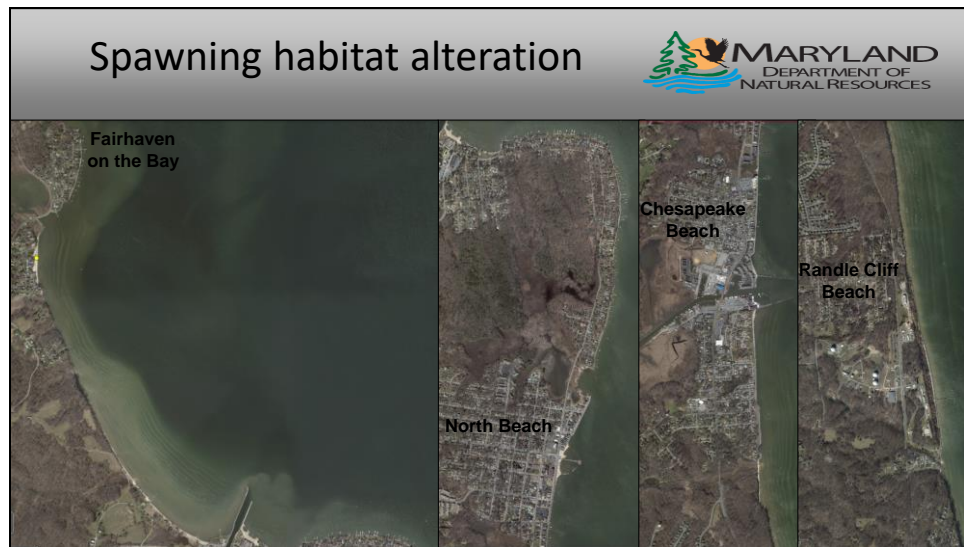 Spawning habitat alteration
MARYLAND
DEPARTMENT OF
NATURAL RESOURCES
Fairhaven
on the Bay
North Beach
Chesapeake
Beach
Randle Cliff
Beach